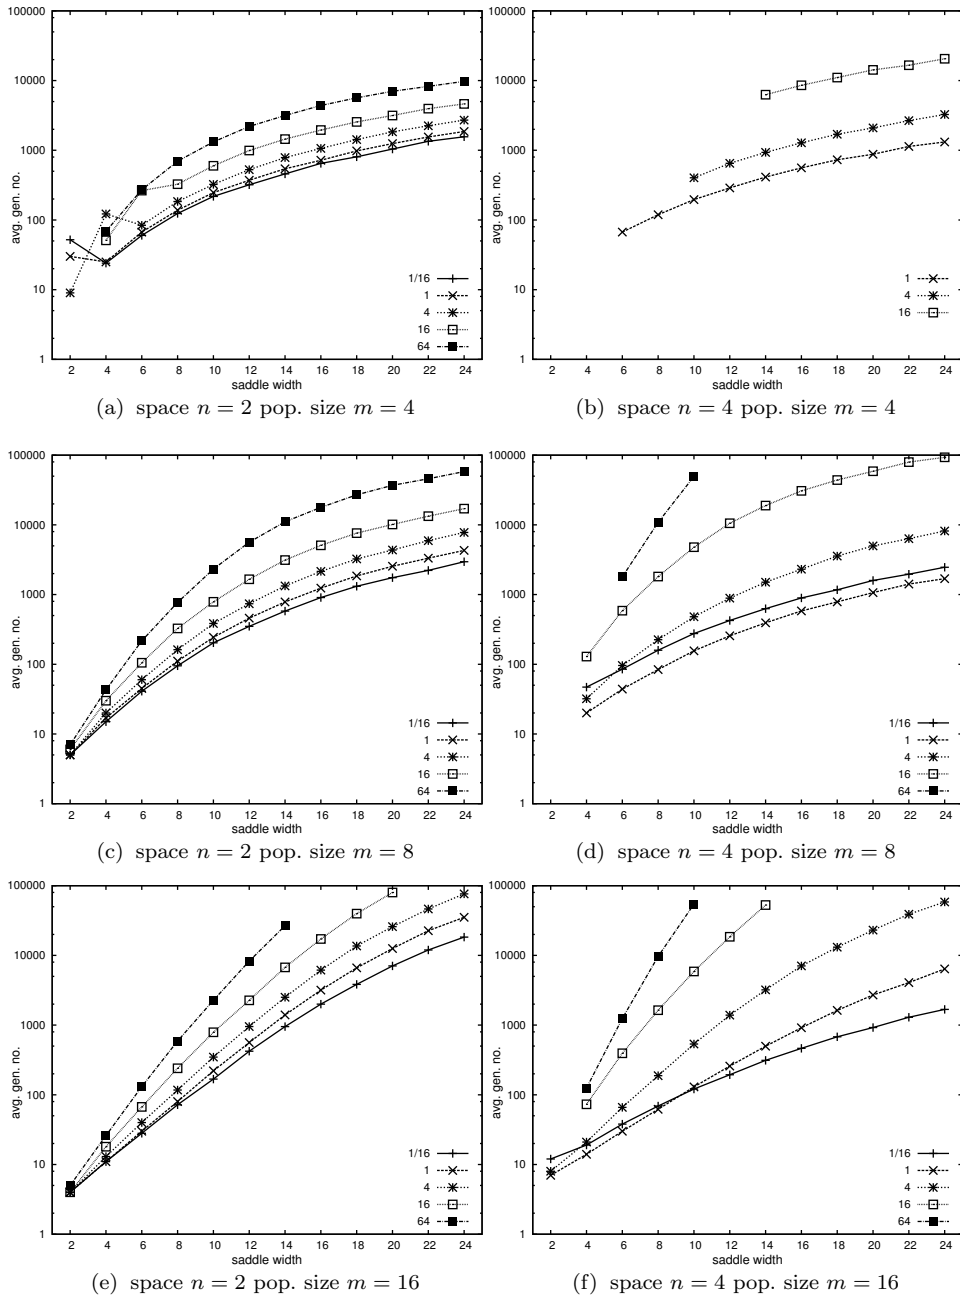 100000
10000
1000
100
10
1
avg. gen. no.
1/16
1
4
16
64
2 4 6 8 10 12 14 16 18 20 22 24
saddle width
(a) space n = 2 pop. size m = 4
100000
10000
1000
100
10
1
avg. gen. no.
1
4
16
2 4 6 8 10 12 14 16 18 20 22 24
saddle width
(b) space n = 4 pop. size m = 4
100000
10000
1000
100
10
1
avg. gen. no.
1/16
1
4
16
64
2 4 6 8 10 12 14 16 18 20 22 24
saddle width
(c) space n = 2 pop. size m = 8
100000
10000
1000
100
10
1
avg. gen. no.
1/16
1
4
16
64
2 4 6 8 10 12 14 16 18 20 22 24
saddle width
(d) space n = 4 pop. size m = 8
100000
10000
1000
100
10
1
avg. gen. no.
1/16
1
4
16
64
2 4 6 8 10 12 14 16 18 20 22 24
saddle width
(e) space n = 2 pop. size m = 16
100000
10000
1000
100
10
1
avg. gen. no.
1/16
1
4
16
64
2 4 6 8 10 12 14 16 18 20 22 24
saddle width
(f) space n = 4 pop. size m = 16